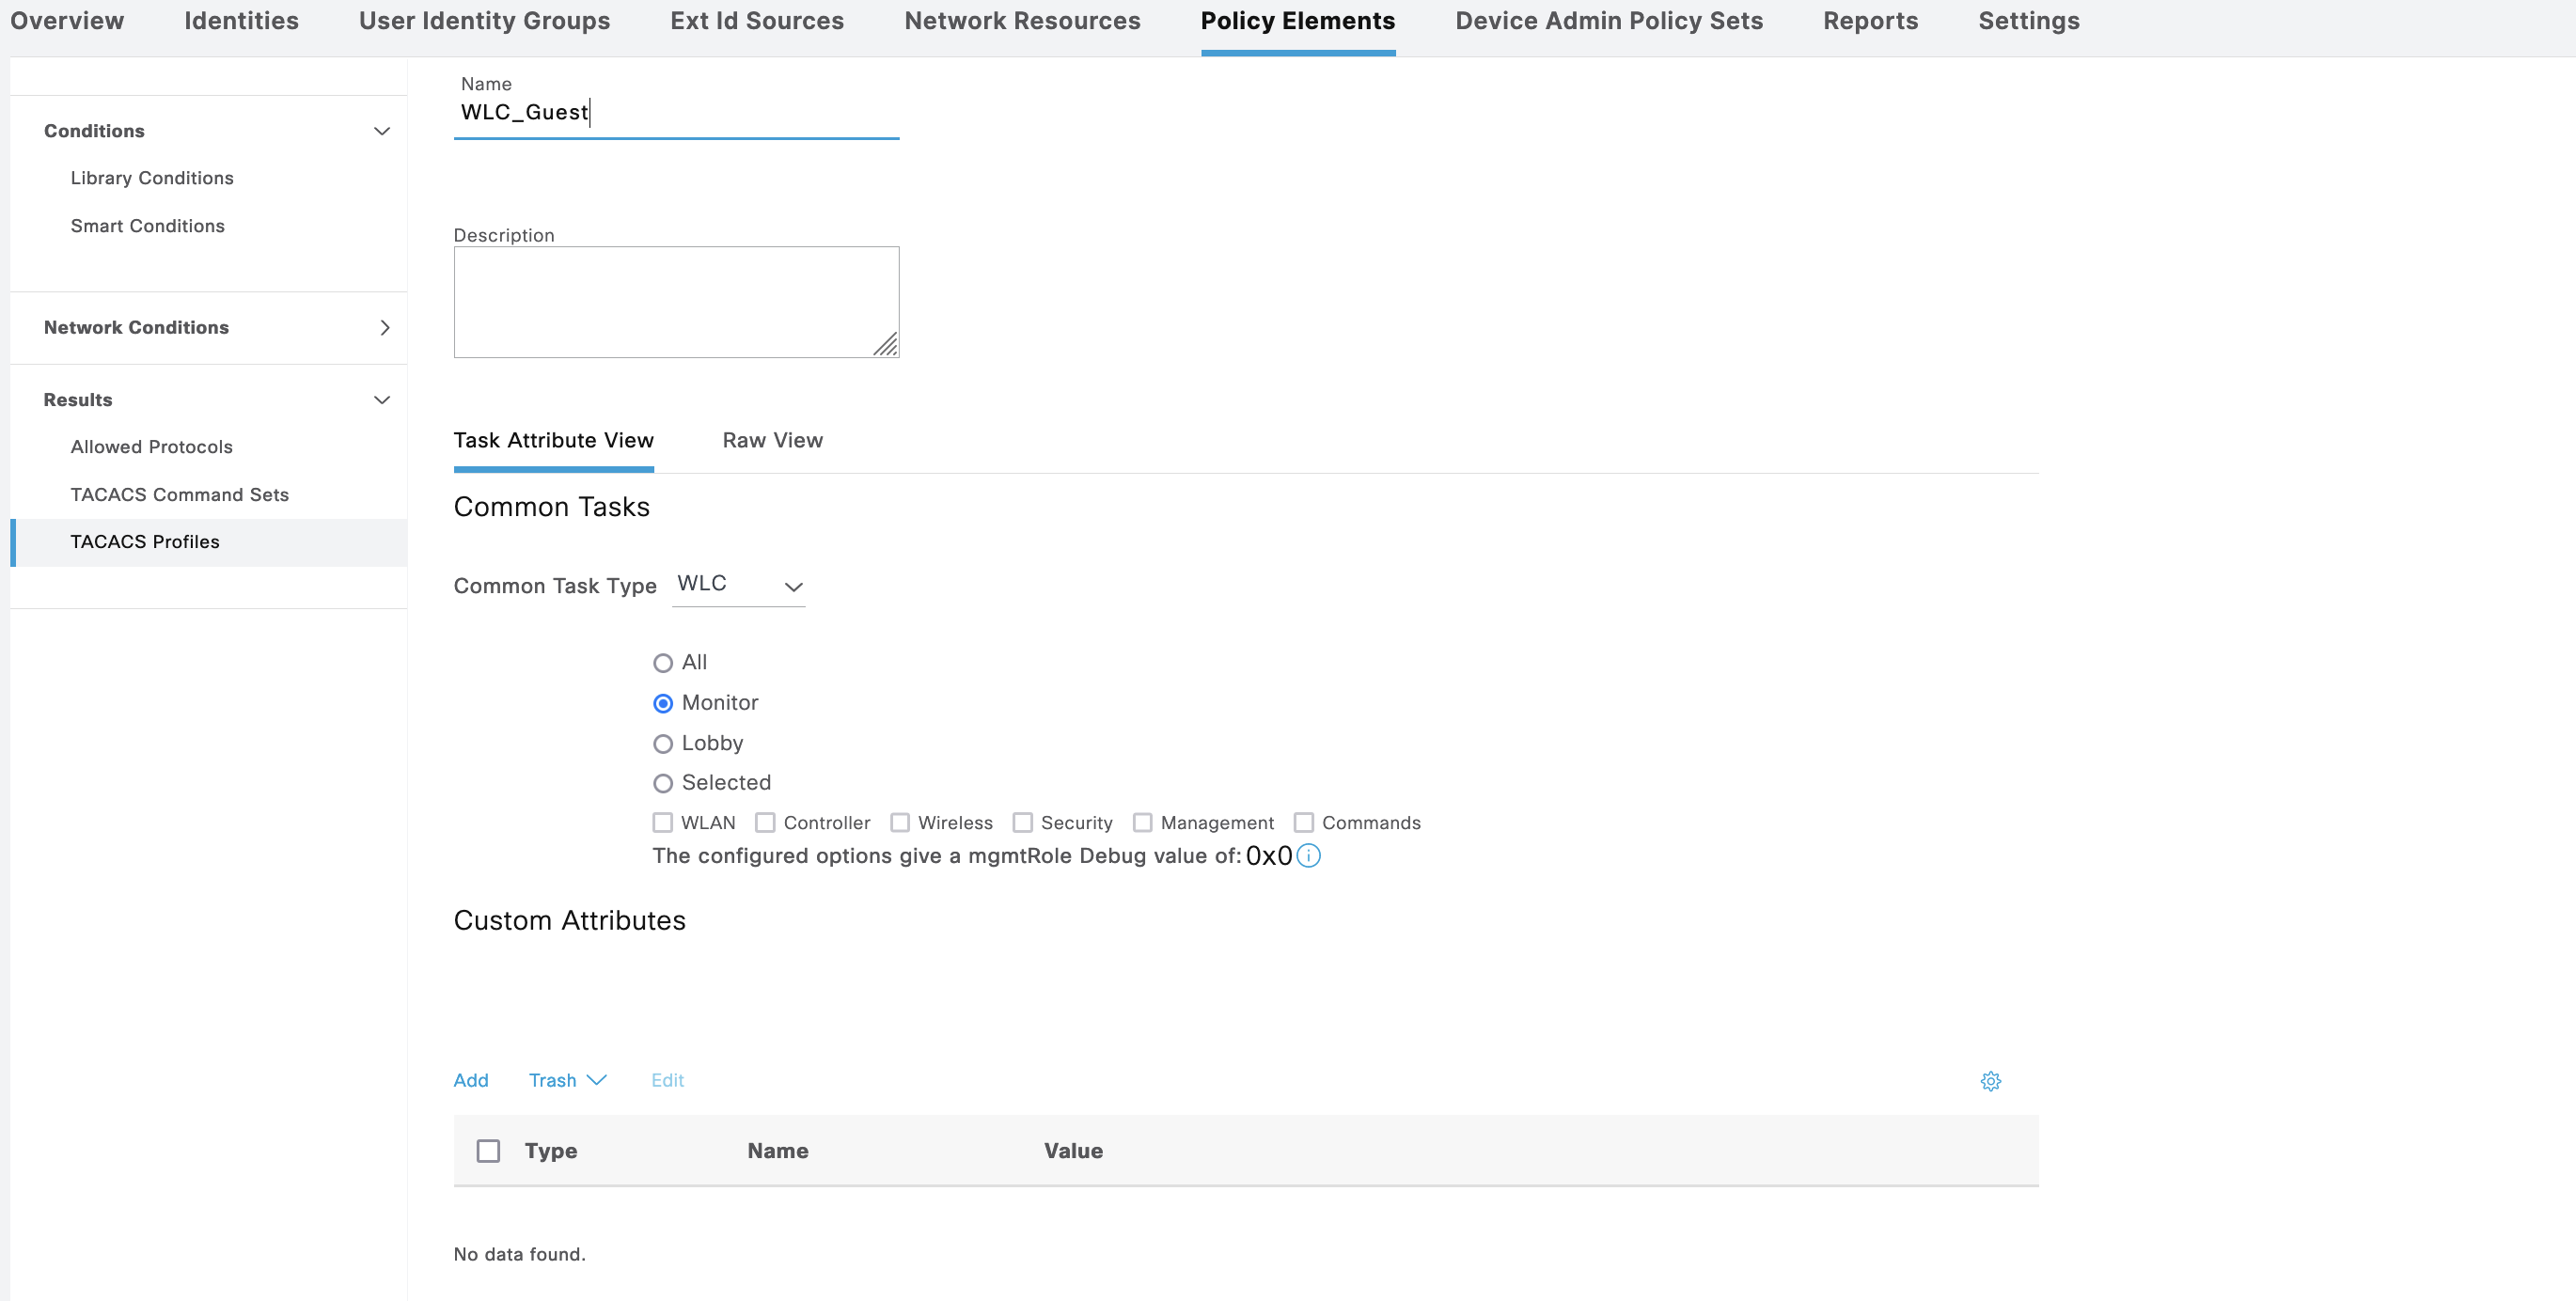 Overview Identities User Identity Groups Ext Id Sources Network Resources Policy Elements Device Admin Policy Sets Reports Settings
Conditions
Library Conditions
Smart Conditions
Network Conditions
Results
Allowed Protocols
TACACS Command Sets
TACACS Profiles
Name
WLC_Guest
Description
Task Attribute View Raw View
Common Tasks
Common Task Type WLC
All
Monitor
Lobby
Selected
WLAN Controller Wireless Security Management Commands
The configured options give a mgmtRole Debug value of: 0x0
Custom Attributes
Add Trash Edit
Type Name Value
No data found.